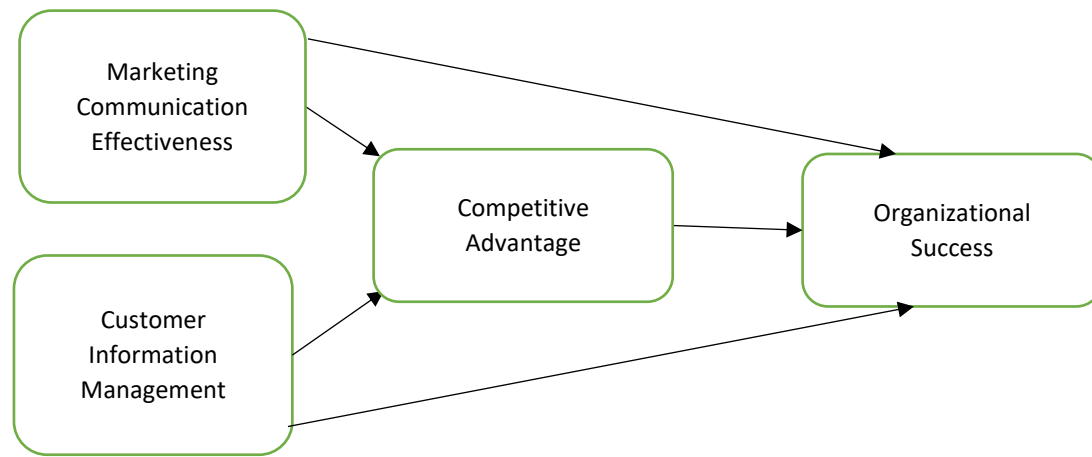 Marketing
Communication
Effectiveness
Competitive
Advantage
Organizational
Success
Customer
Information
Management